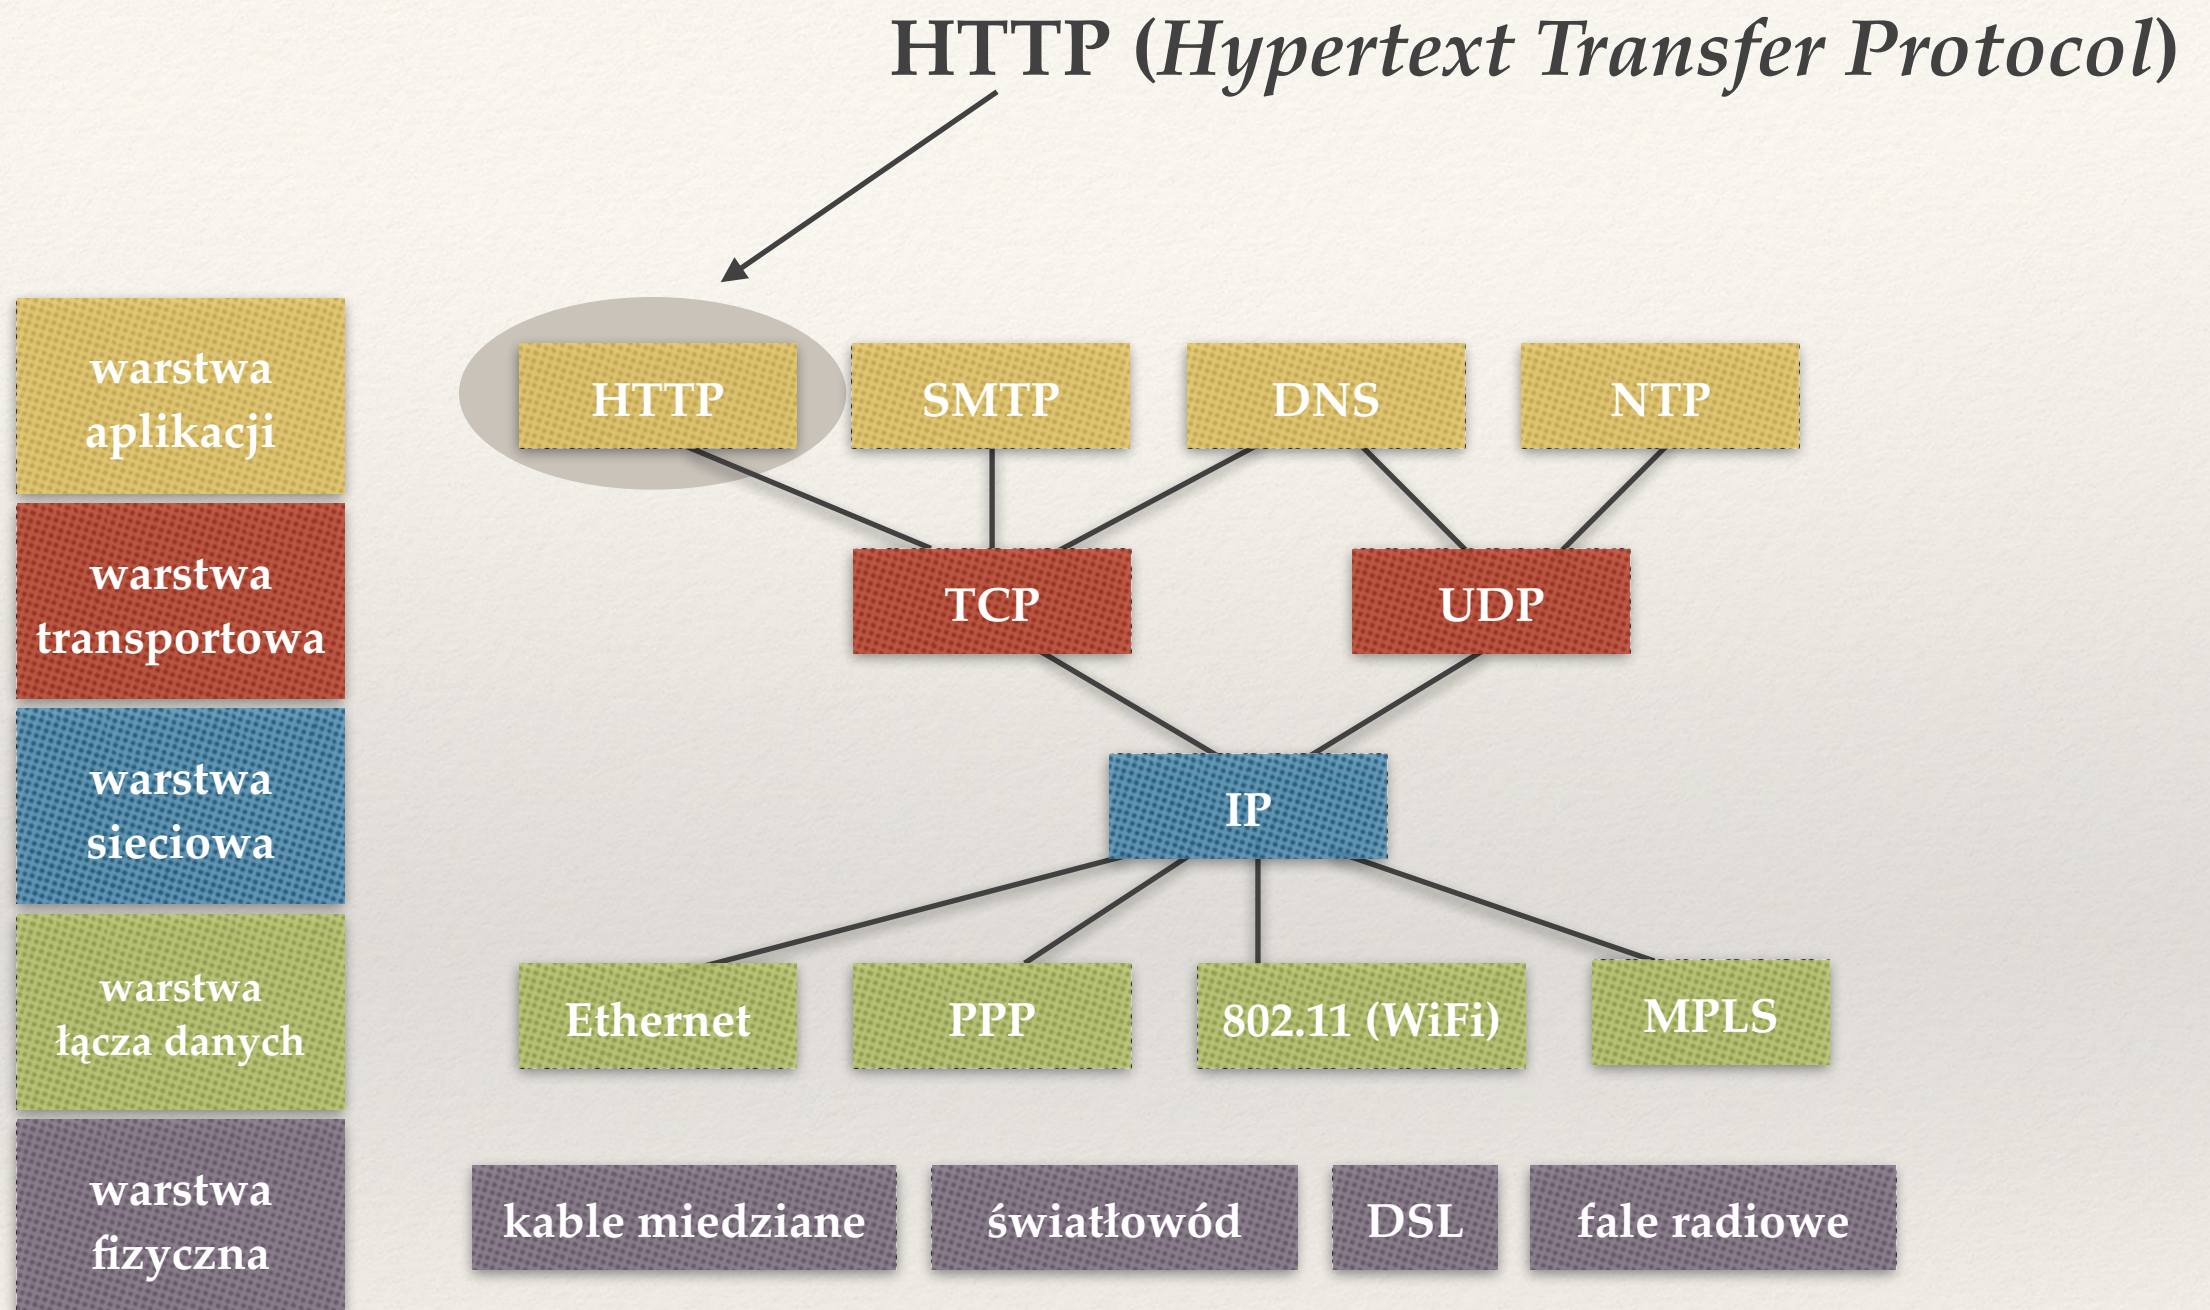 HTTP (Hypertext Transfer Protocol)
warstwa
aplikacji
HTTP
SMTP
DNS
NTP
warstwa
transportowa
TCP
UDP
warstwa
sieciowa
IP
warstwa
łącza danych
Ethernet
PPP
802.11 (WiFi)
MPLS
warstwa
fizyczna
kable miedziane
światłowód
DSL
fale radiowe